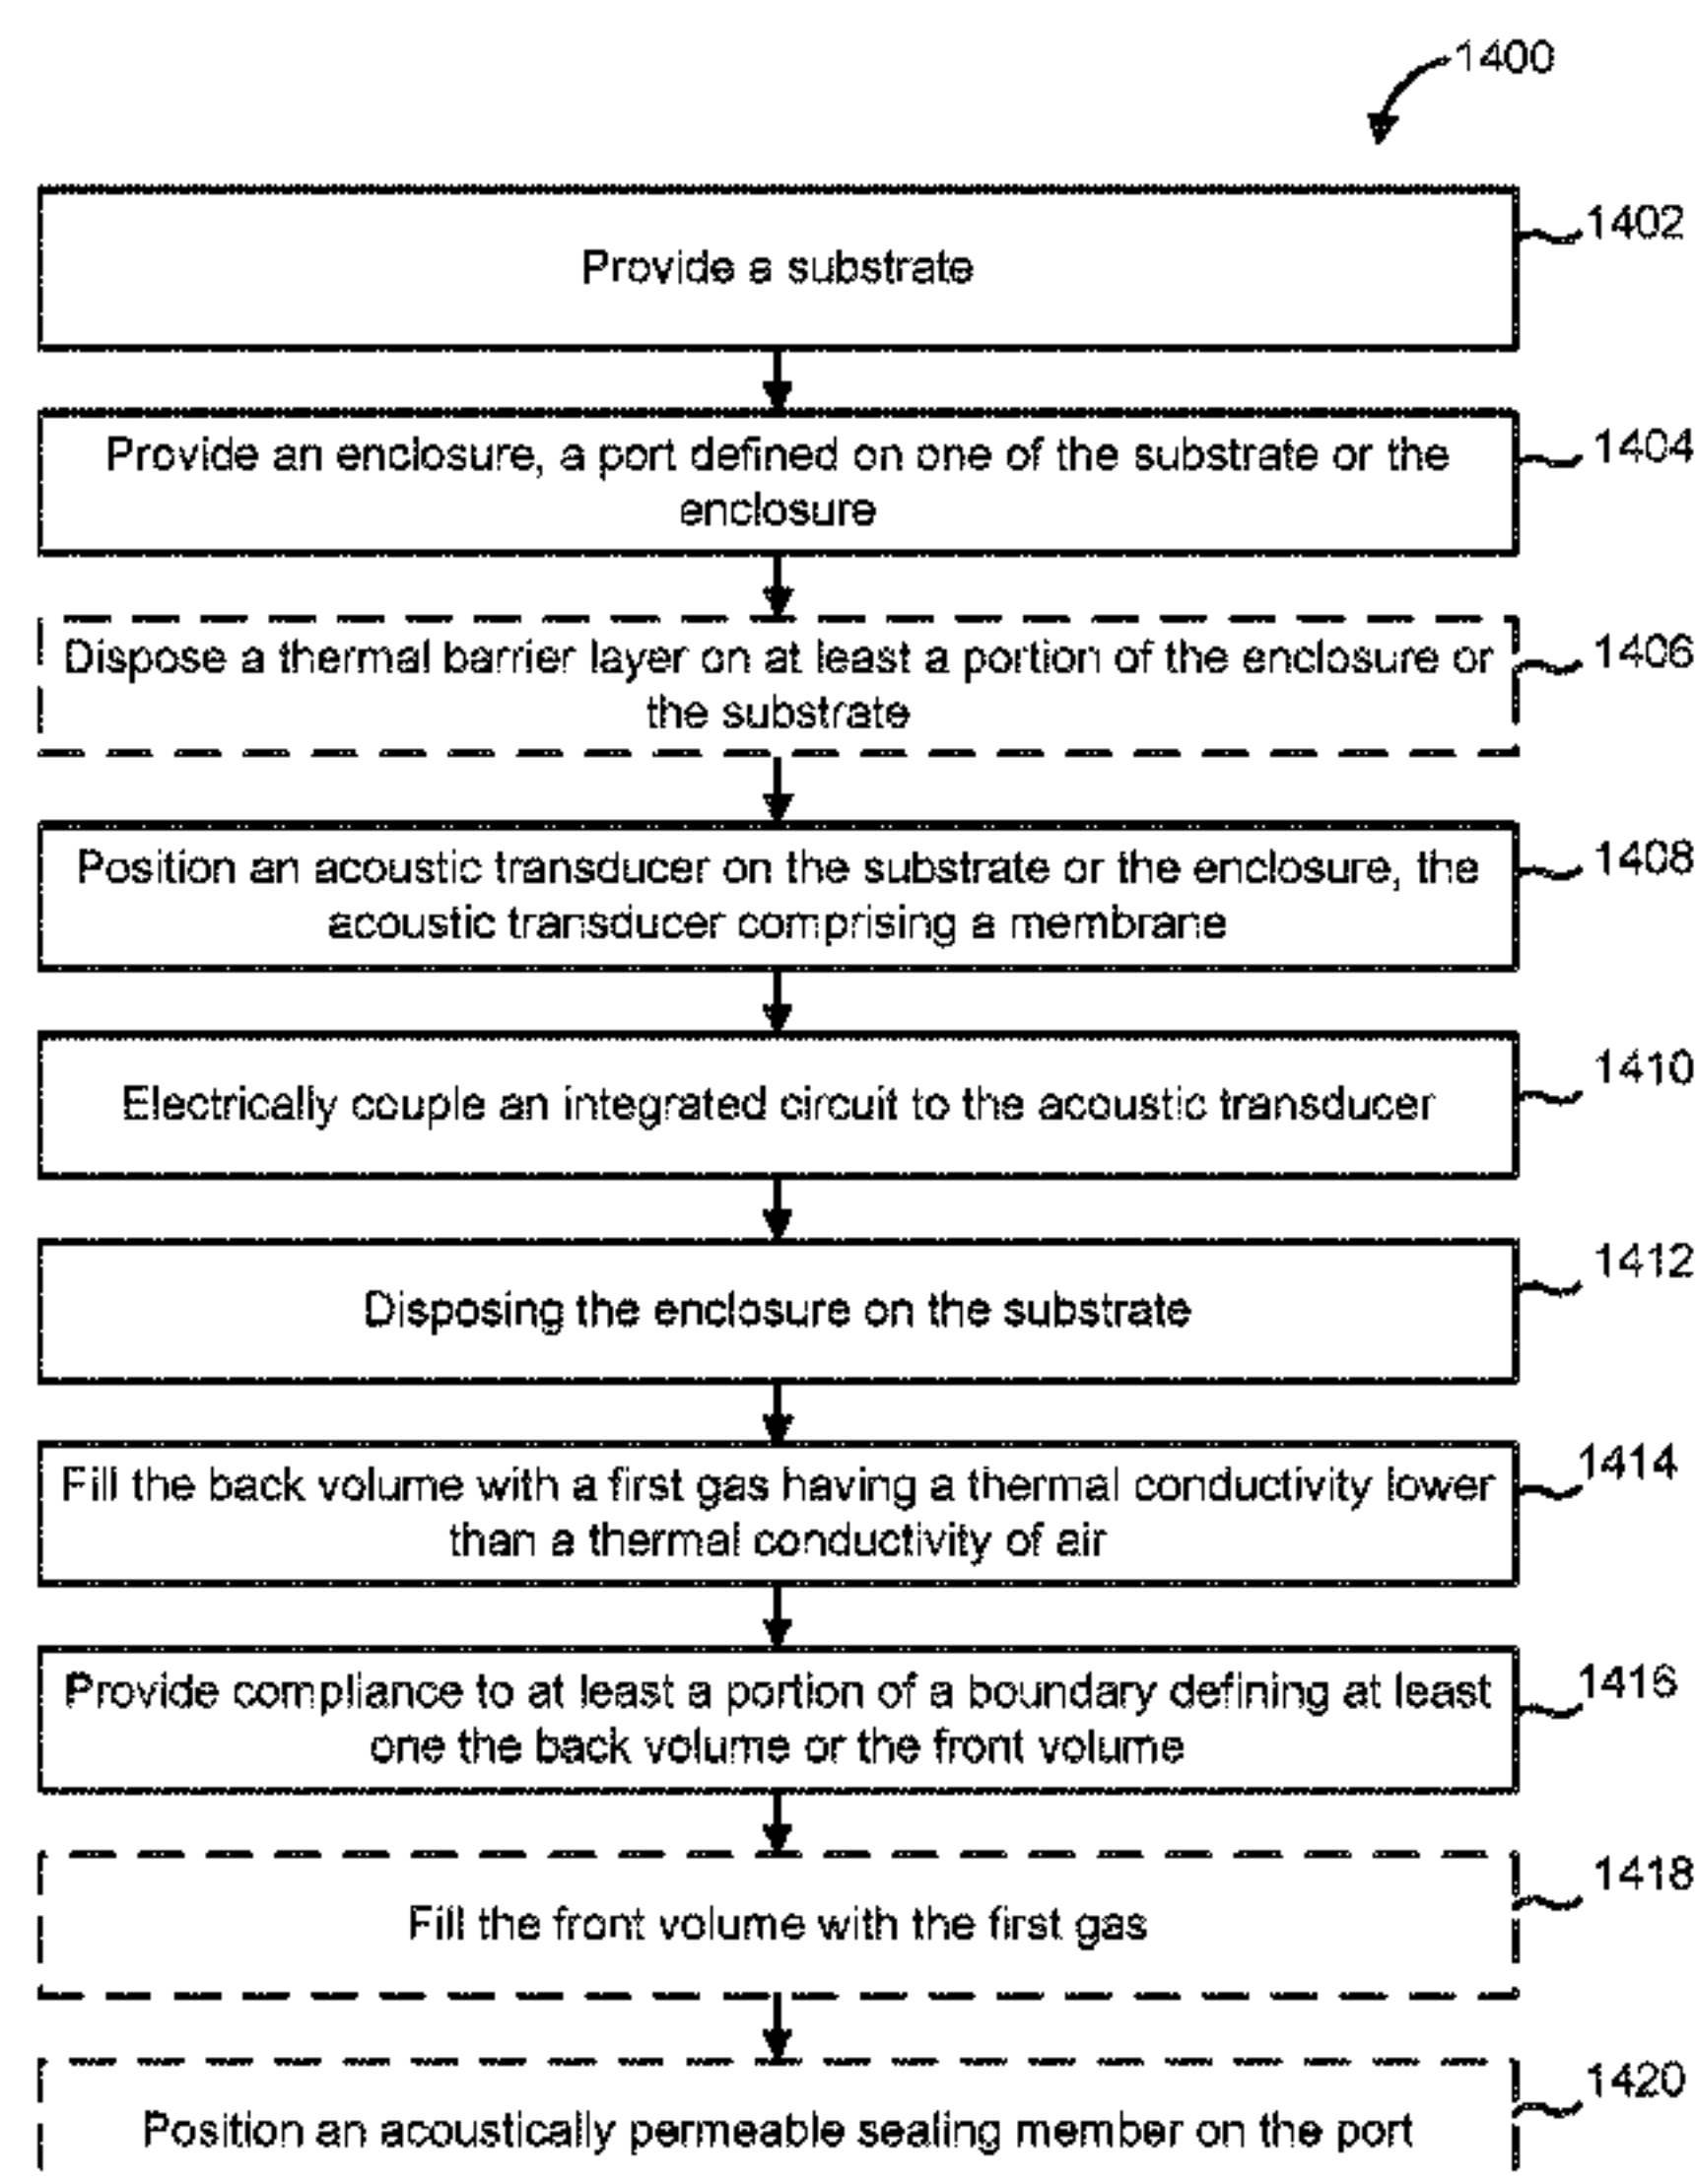 1400
Provide a substrate
1402
Provide an enclosure, a port defined on one of the substrate or the
enclosure
1404
Dispose a thermal barrier layer on at least a portion of the enclosure or
the substrate
1406
Position an acoustic transducer on the substrate or the enclosure, the
acoustic transducer comprising a membrane
1408
Electrically couple an integrated circuit to the acoustic transducer
1410
Disposing the enclosure on the substrate
1412
Fill the back volume with a first gas having a thermal conductivity lower
than a thermal conductivity of air
1414
Provide compliance to at least a portion of a boundary defining at least
one the back volume or the front volume
1416
Fill the front volume with the first gas
1418
Position an acoustically permeable sealing member on the port
1420